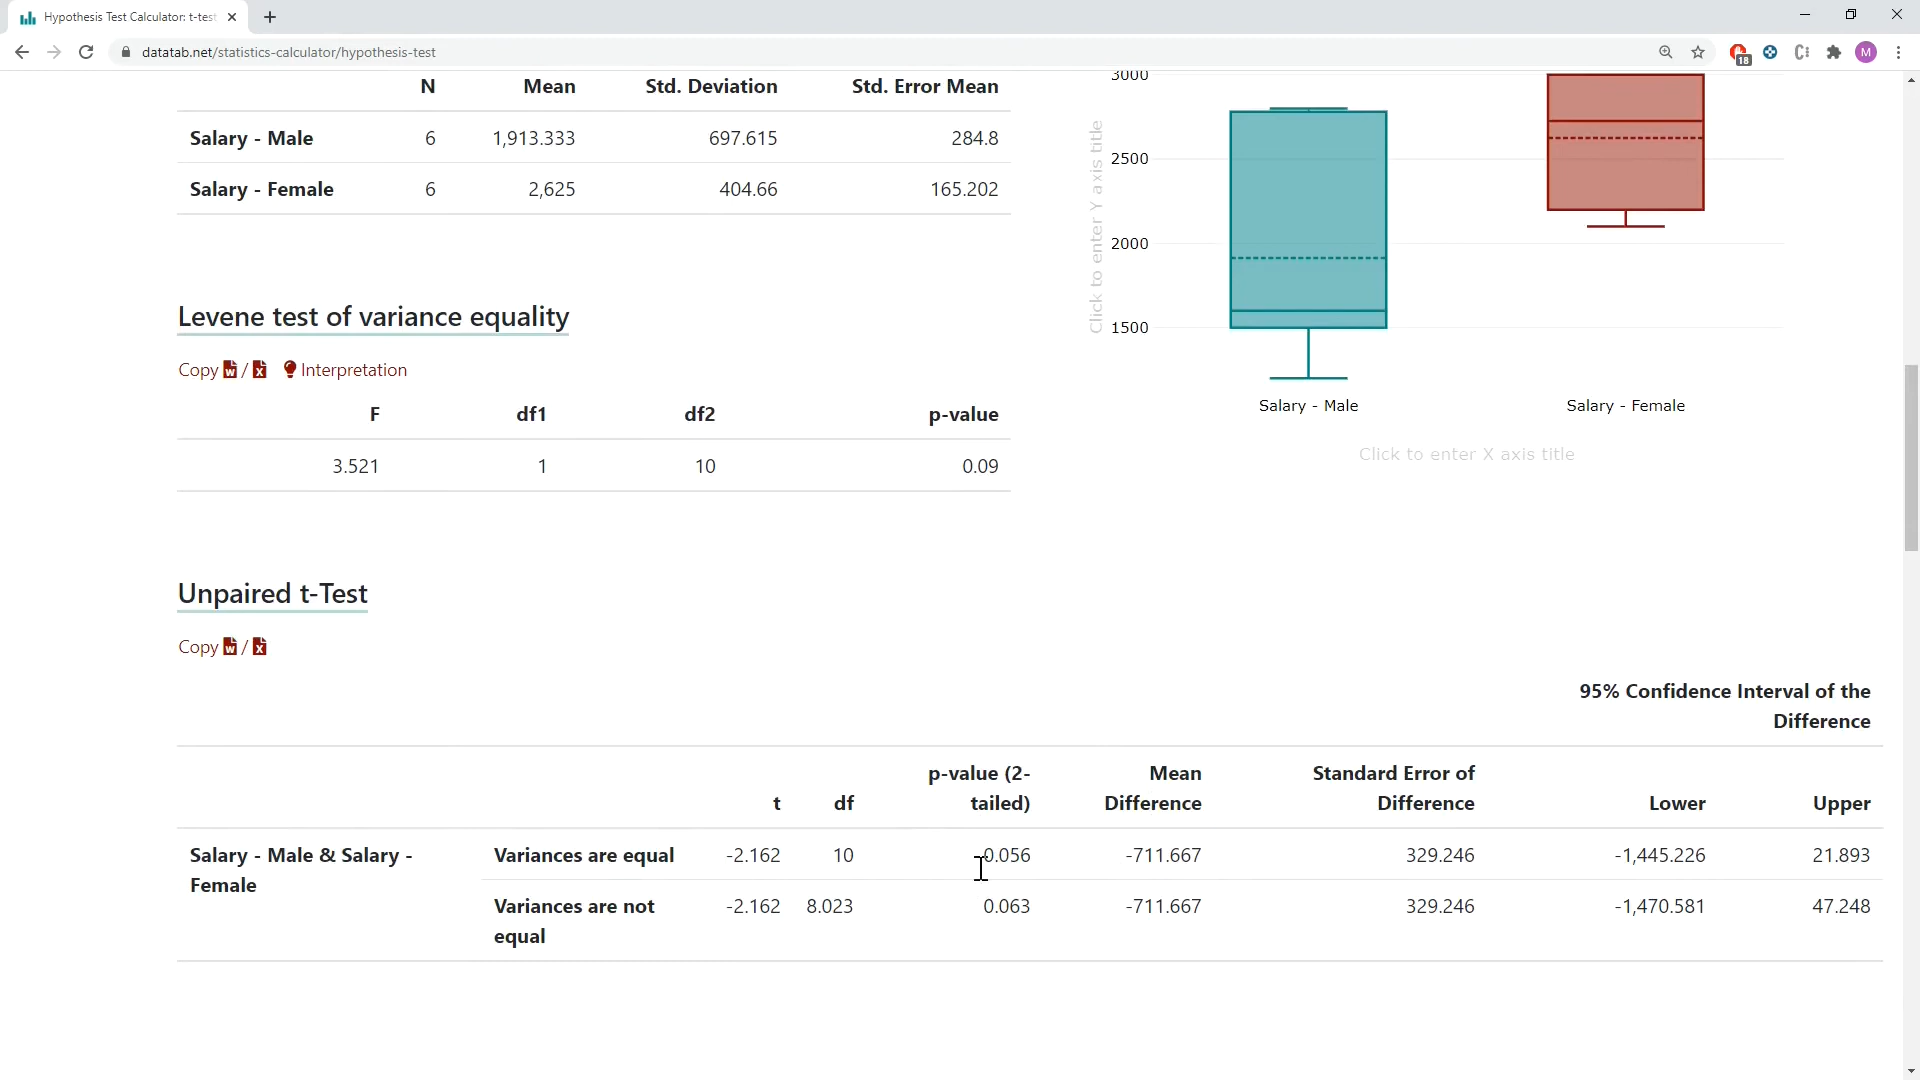 Hypothesis Test Calculator: t-test
datatab.net/statistics-calculator/hypothesis-test
18
M
N Mean Std. Deviation Std. Error Mean
Salary - Male 6 1,913.333 697.615 284.8
Salary - Female 6 2,625 404.66 165.202
Levene test of variance equality
Copy W / X Interpretation
F df1 df2 p-value
3.521 1 10 0.09
3000
2500
2000
1500
Click to enter Y axis title
Salary - Male Salary - Female
Click to enter X axis title
Unpaired t-Test
Copy W / X
95% Confidence Interval of the
Difference
p-value (2- Mean Standard Error of
t df tailed) Difference Difference Lower Upper
Salary - Male & Salary - Variances are equal -2.162 10 0.056 -711.667 329.246 -1,445.226 21.893
Female
Variances are not -2.162 8.023 0.063 -711.667 329.246 -1,470.581 47.248
equal